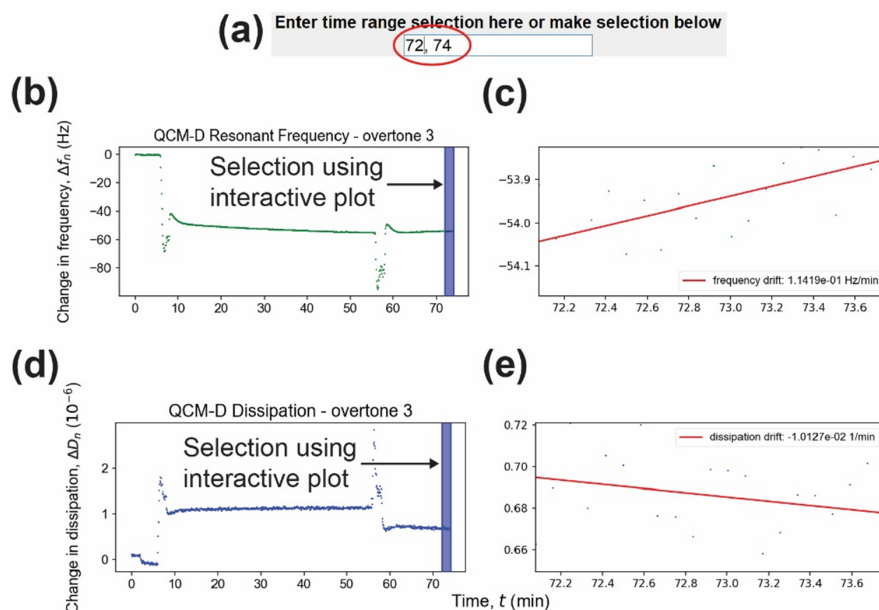 (a)
Enter time range selection here or make selection below
72, 74
(b)
QCM-D Resonant Frequency - overtone 3
Change in frequency, Δfn (Hz)
0
−20
−40
−60
−80
Selection using
interactive plot
0 10 20 30 40 50 60 70
(c)
−53.9
−54.0
−54.1
frequency drift: 1.1419e-01 Hz/min
72.2 72.4 72.6 72.8 73.0 73.2 73.4 73.6
(d)
QCM-D Dissipation - overtone 3
Change in dissipation, ΔDn (10⁻⁶)
2
1
0
Selection using
interactive plot
0 10 20 30 40 50 60 70
(e)
0.72
0.70
0.68
0.66
dissipation drift: -1.0127e-02 1/min
72.2 72.4 72.6 72.8 73.0 73.2 73.4 73.6
Time, t (min)